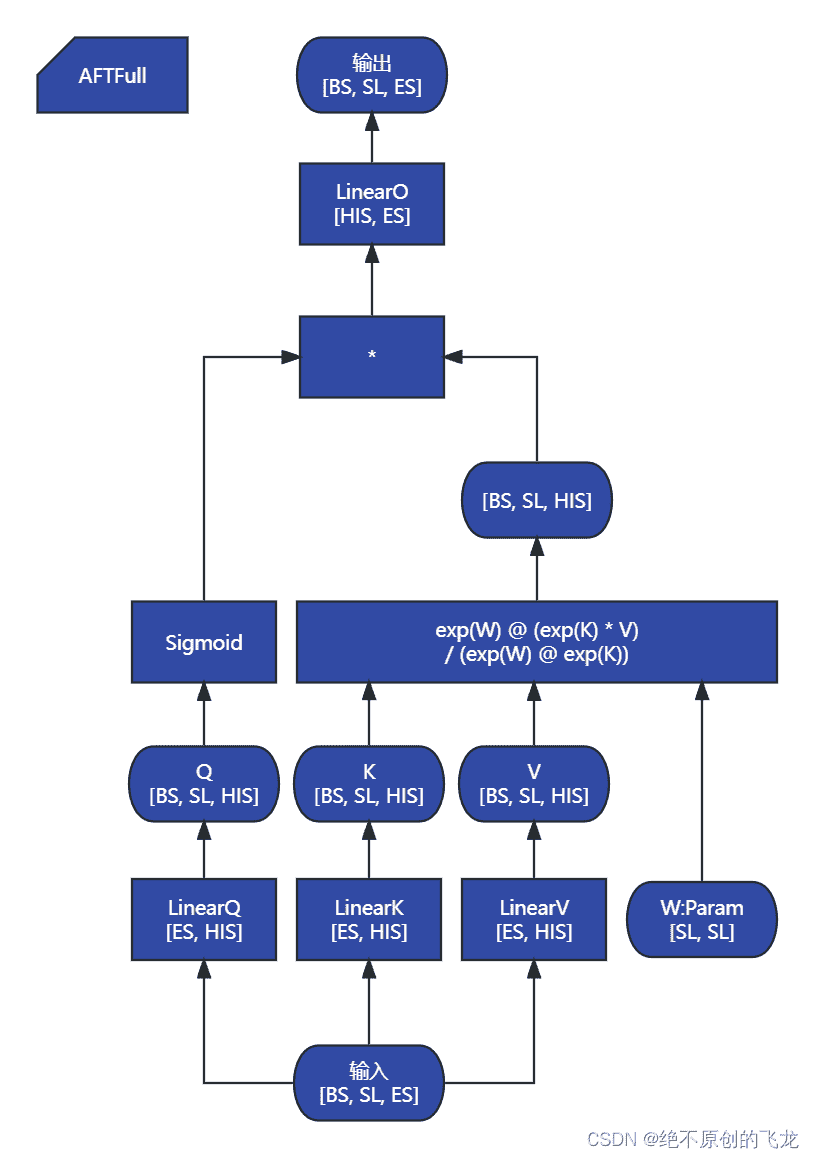 AFTFull
输出
[BS, SL, ES]
LinearO
[HIS, ES]
*
[BS, SL, HIS]
Sigmoid
exp(W) @ (exp(K) * V)
/ (exp(W) @ exp(K))
Q
[BS, SL, HIS]
K
[BS, SL, HIS]
V
[BS, SL, HIS]
LinearQ
[ES, HIS]
LinearK
[ES, HIS]
LinearV
[ES, HIS]
W:Param
[SL, SL]
输入
[BS, SL, ES]
CSDN @绝不原创的飞龙